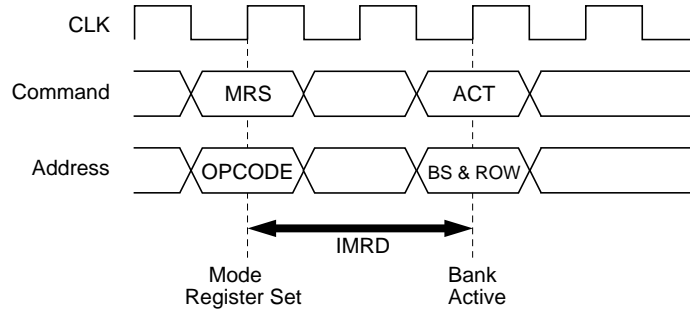 CLK
Command
MRS
ACT
Address
OPCODE
BS & ROW
IMRD
Mode
Register Set
Bank
Active